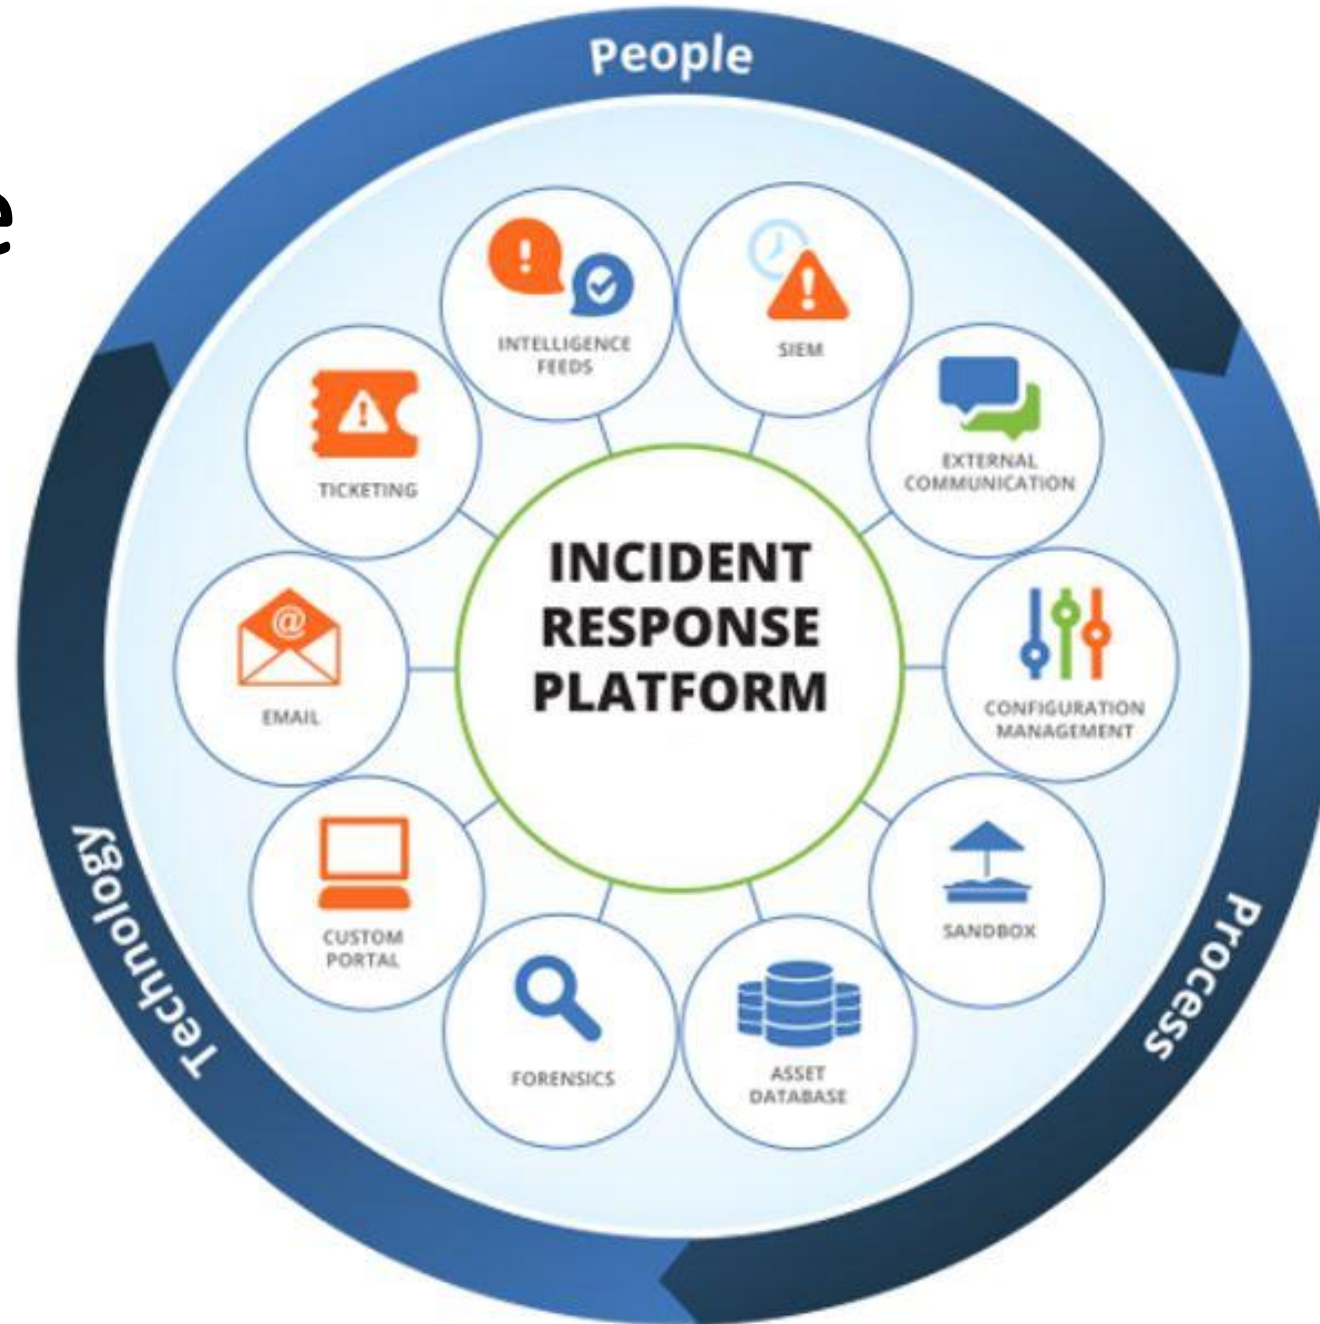 People
e
INTELLIGENCE
FEEDS
SIEM
TICKETING
EXTERNAL
COMMUNICATION
INCIDENT
RESPONSE
PLATFORM
EMAIL
@
CONFIGURATION
MANAGEMENT
CUSTOM
PORTAL
SANDBOX
FORENSICS
ASSET
DATABASE
Technology
Process